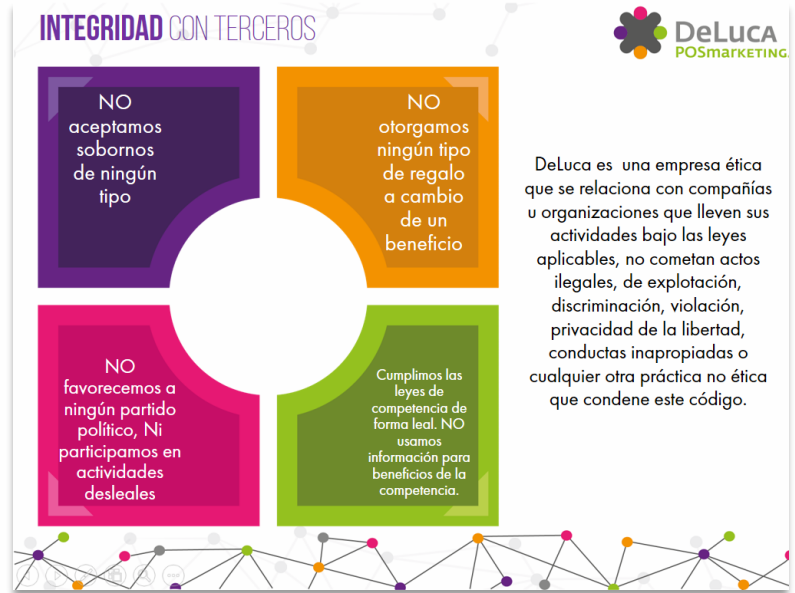 INTEGRIDAD CON TERCEROS
DeLuca
POSmarketing.
NO
aceptamos
sobornos
de ningún
tipo
NO
otorgamos
ningún tipo
de regalo
a cambio
de un
beneficio
NO
favorecemos a
ningún partido
político, Ni
participamos en
actividades
desleales
Cumplimos las
leyes de
competencia de
forma leal. NO
usamos
información para
beneficios de la
competencia.
DeLuca es una empresa ética
que se relaciona con compañías
u organizaciones que lleven sus
actividades bajo las leyes
aplicables, no cometan actos
ilegales, de explotación,
discriminación, violación,
privacidad de la libertad,
conductas inapropiadas o
cualquier otra práctica no ética
que condene este código.